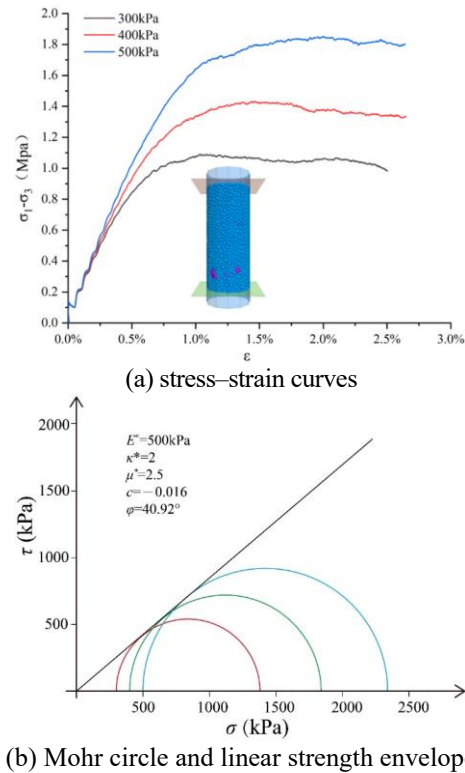 300kPa
400kPa
500kPa
2.0
1.8
1.6
1.4
1.2
1.0
0.8
0.6
0.4
0.2
0.0
σ₁-σ₃ （Mpa）
0.0% 0.5% 1.0% 1.5% 2.0% 2.5% 3.0%
ε
(a) stress–strain curves
2000
1500
1000
500
τ (kPa)
E*=500kPa
κ*=2
μ*=2.5
c=−0.016
φ=40.92°
500 1000 1500 2000 2500
σ (kPa)
(b) Mohr circle and linear strength envelop